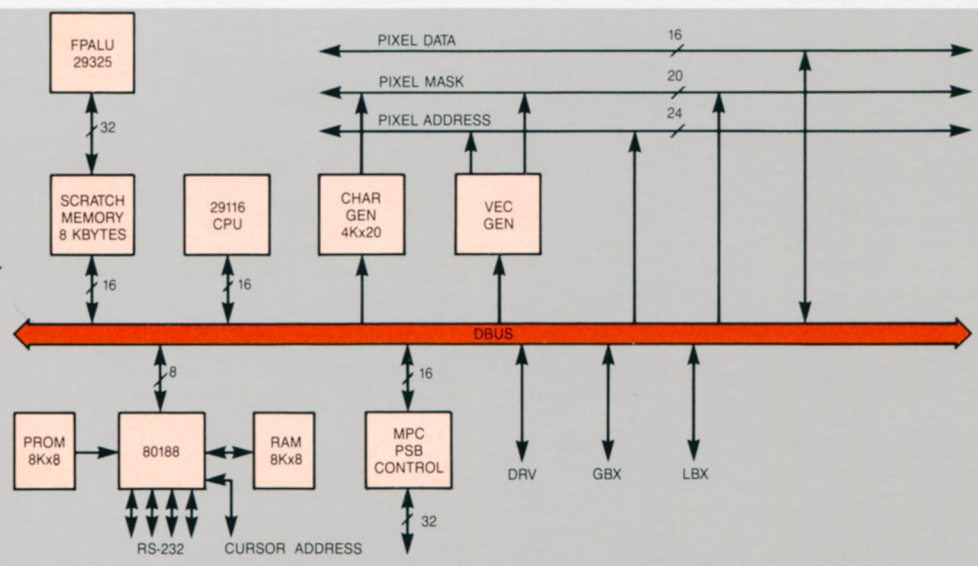 FPALU
29325
32
SCRATCH
MEMORY
8 KBYTES
16
29116
CPU
16
PIXEL DATA
16
PIXEL MASK
20
PIXEL ADDRESS
24
CHAR
GEN
4Kx20
VEC
GEN
DBUS
8
16
PROM
8Kx8
80188
RAM
8Kx8
MPC
PSB
CONTROL
DRV
GBX
LBX
RS-232
CURSOR ADDRESS
32